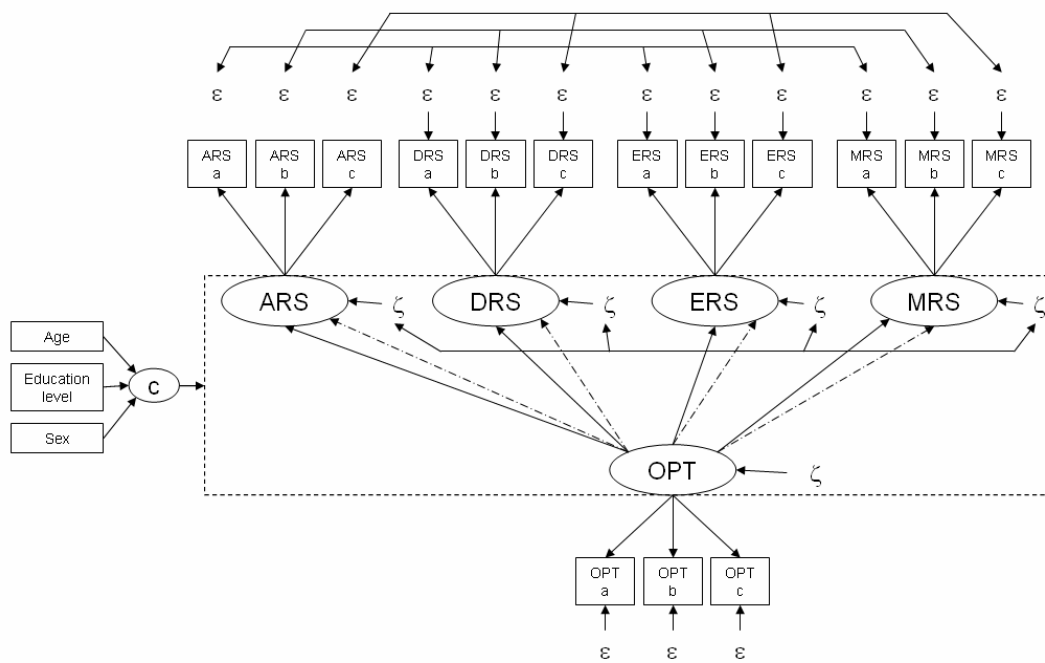 ε ε ε ε ε ε ε ε ε ε ε ε
ARS a
ARS b
ARS c
DRS a
DRS b
DRS c
ERS a
ERS b
ERS c
MRS a
MRS b
MRS c
ARS ζ DRS ζ ERS ζ MRS ζ
Age
Education
level
Sex
C
OPT ζ
OPT a
OPT b
OPT c
ε ε ε